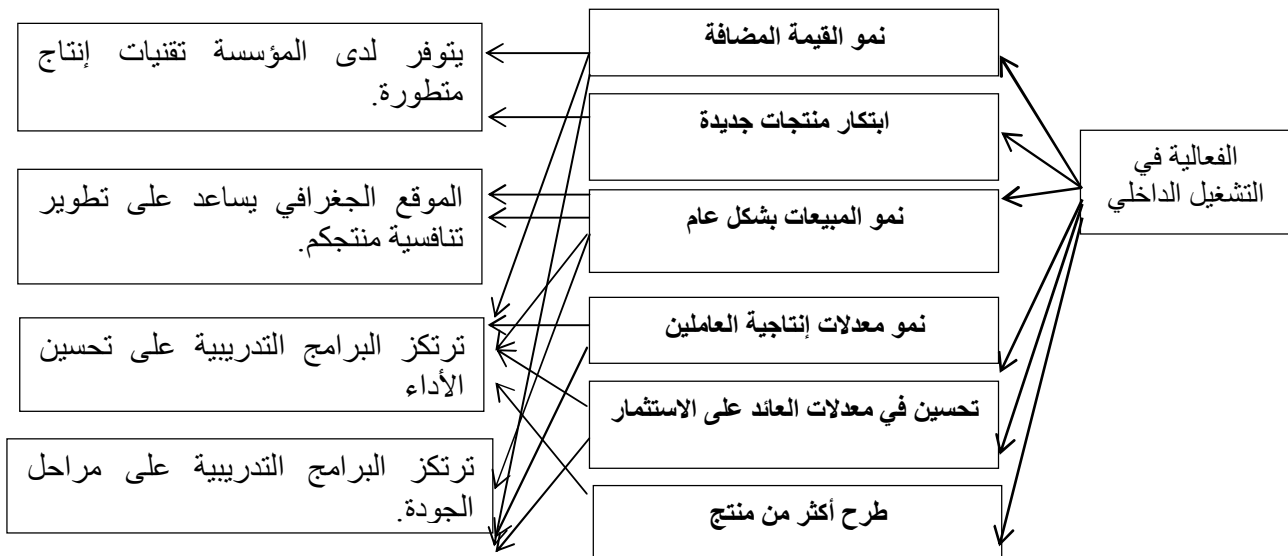 الفعالية في
التشغيل الداخلي
نمو القيمة المضافة
ابتكار منتجات جديدة
نمو المبيعات بشكل عام
نمو معدلات إنتاجية العاملين
تحسين في معدلات العائد على الاستثمار
طرح أكثر من منتج
يتوفر لدى المؤسسة تقنيات إنتاج
متطورة.
الموقع الجغرافي يساعد على تطوير
تنافسية منتجكم.
ترتكز البرامج التدريبية على تحسين
الأداء
ترتكز البرامج التدريبية على مراحل
الجودة.